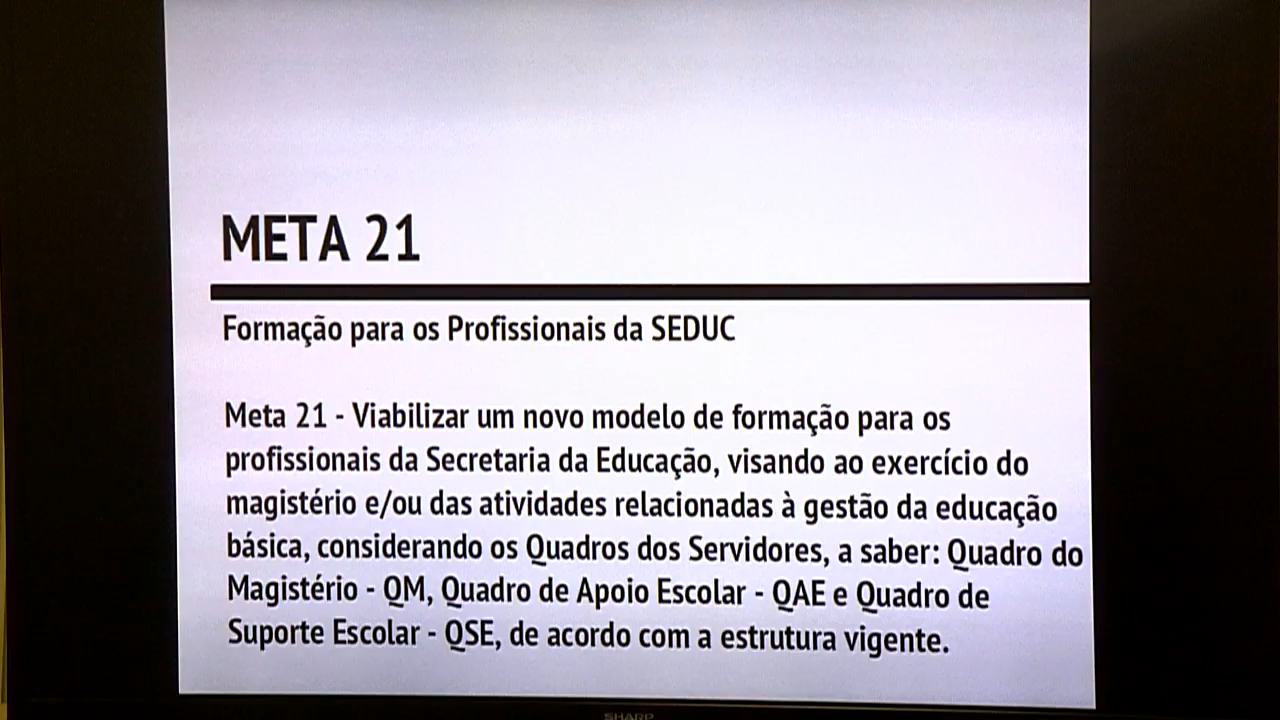 META 21
Formação para os Profissionais da SEDUC
Meta 21 - Viabilizar um novo modelo de formação para os
profissionais da Secretaria da Educação, visando ao exercício do
magistério e/ou das atividades relacionadas à gestão da educação
básica, considerando os Quadros dos Servidores, a saber: Quadro do
Magistério - QM, Quadro de Apoio Escolar - QAE e Quadro de
Suporte Escolar - QSE, de acordo com a estrutura vigente.
SHARP